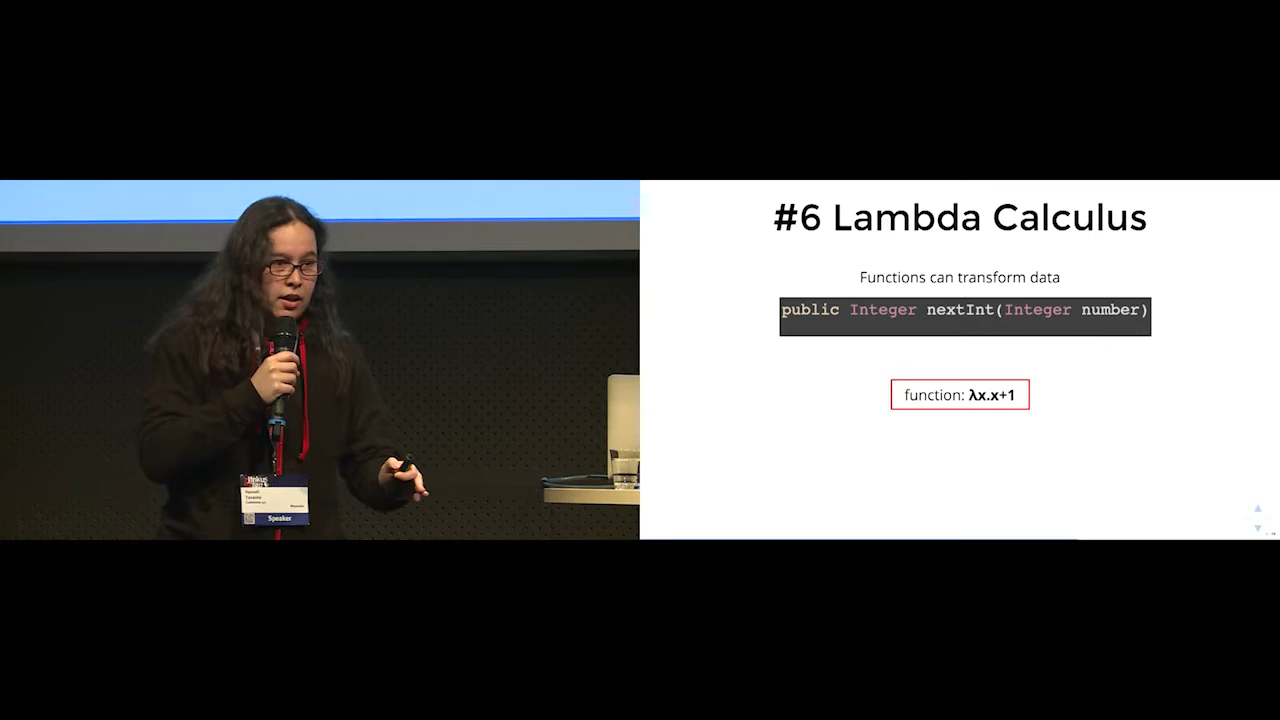 Speaker
#6 Lambda Calculus
Functions can transform data
public Integer nextInt(Integer number)
function: λx.x+1